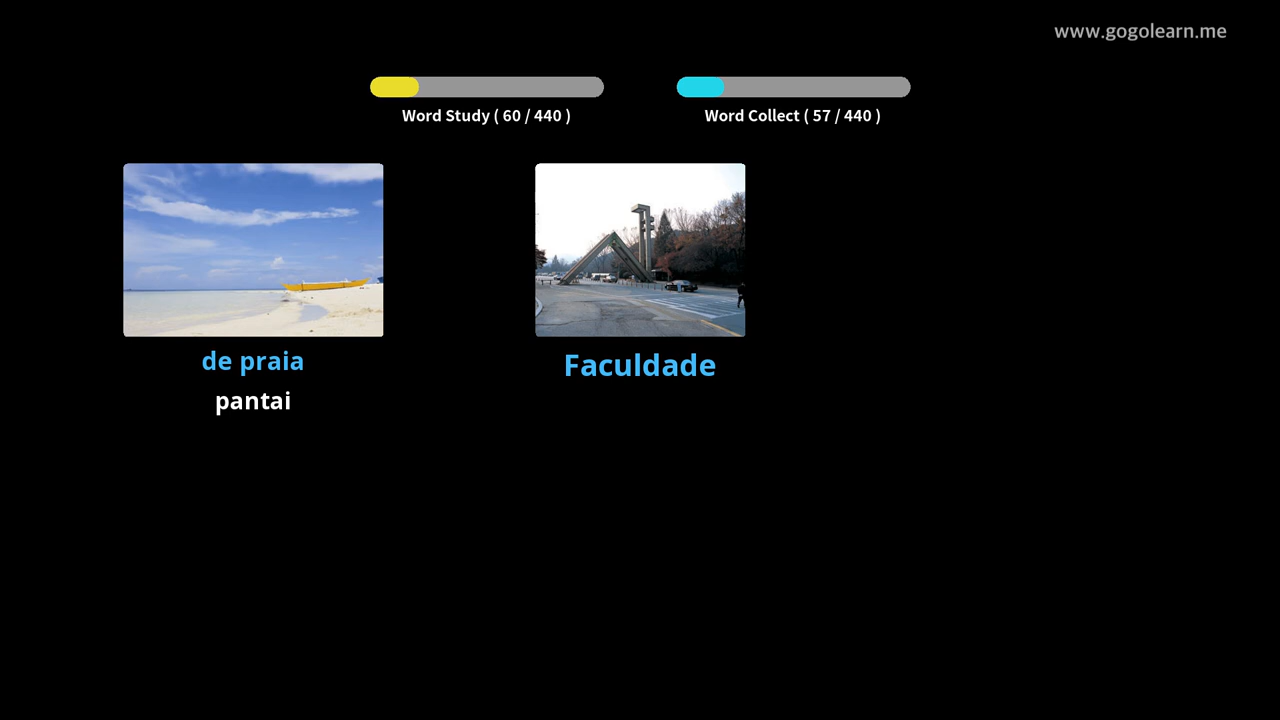 www.gogolearn.me
Word Study ( 60 / 440 )
Word Collect ( 57 / 440 )
de praia
pantai
Faculdade